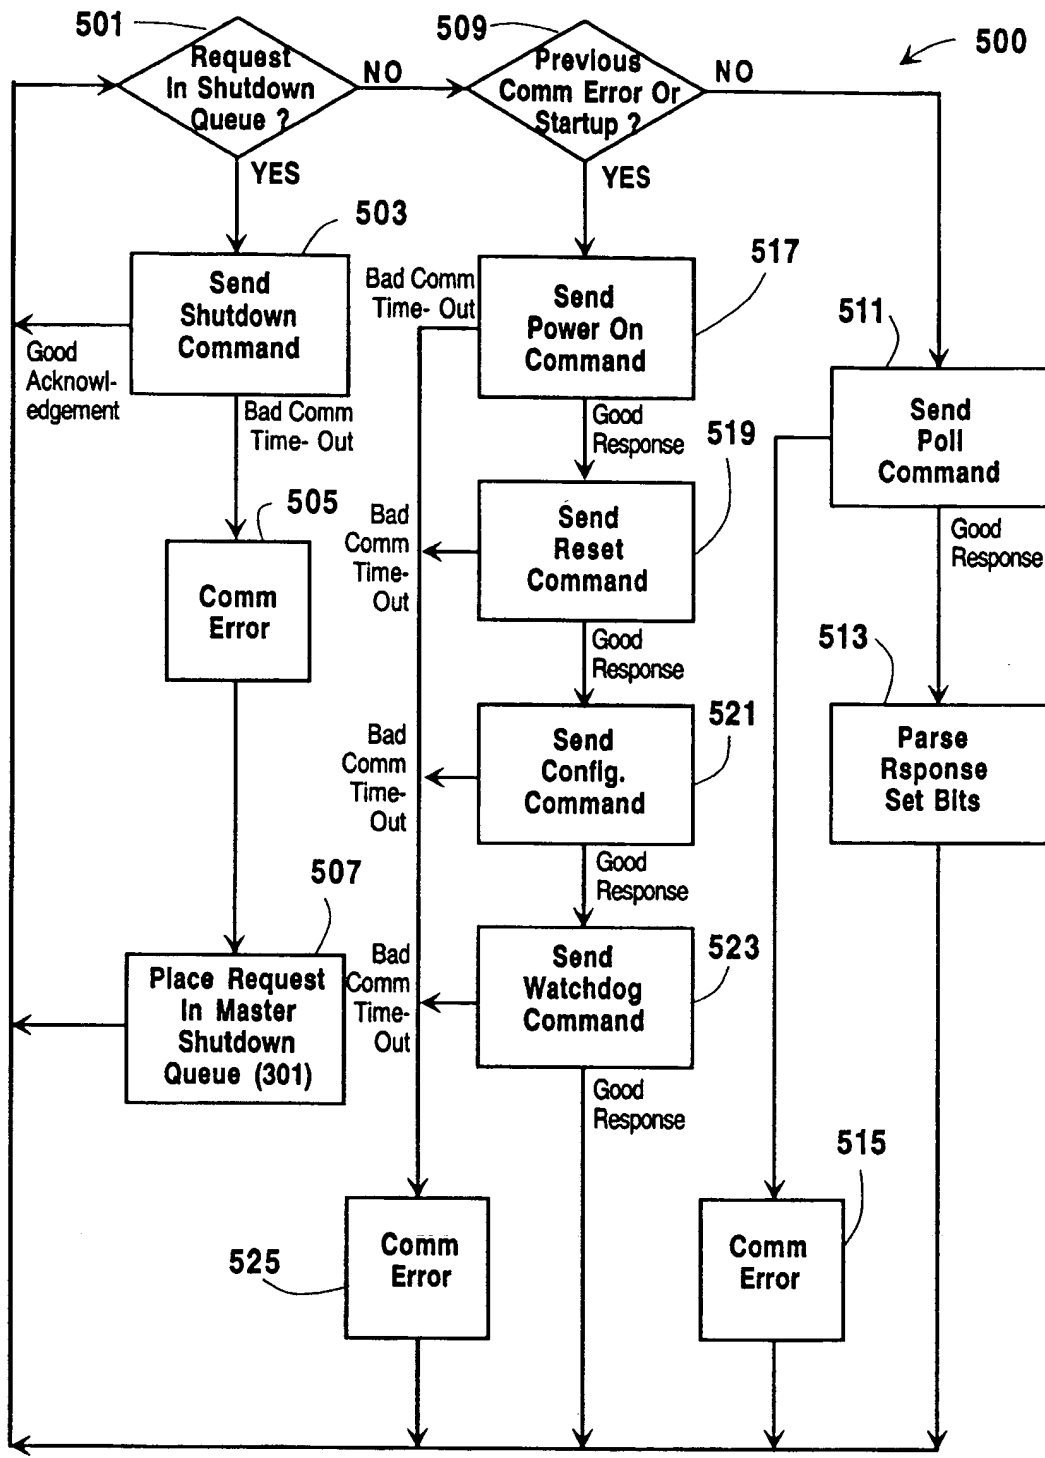 501
509
500
Request
In Shutdown
Queue ?
NO
Previous
Comm Error Or
Startup ?
NO
YES
YES
503
517
511
Send
Shutdown
Command
Bad Comm
Time- Out
Send
Power On
Command
Good
Acknowl-
edgement
Bad Comm
Time- Out
Good
Response
519
Send
Poll
Command
505
Bad
Comm
Time-
Out
Send
Reset
Command
Good
Response
Comm
Error
Good
Response
513
521
Bad
Comm
Time-
Out
Send
Config.
Command
Parse
Rsponse
Set Bits
507
Good
Response
523
Place Request
In Master
Shutdown
Queue (301)
Bad
Comm
Time-
Out
Send
Watchdog
Command
Good
Response
515
525
Comm
Error
Comm
Error